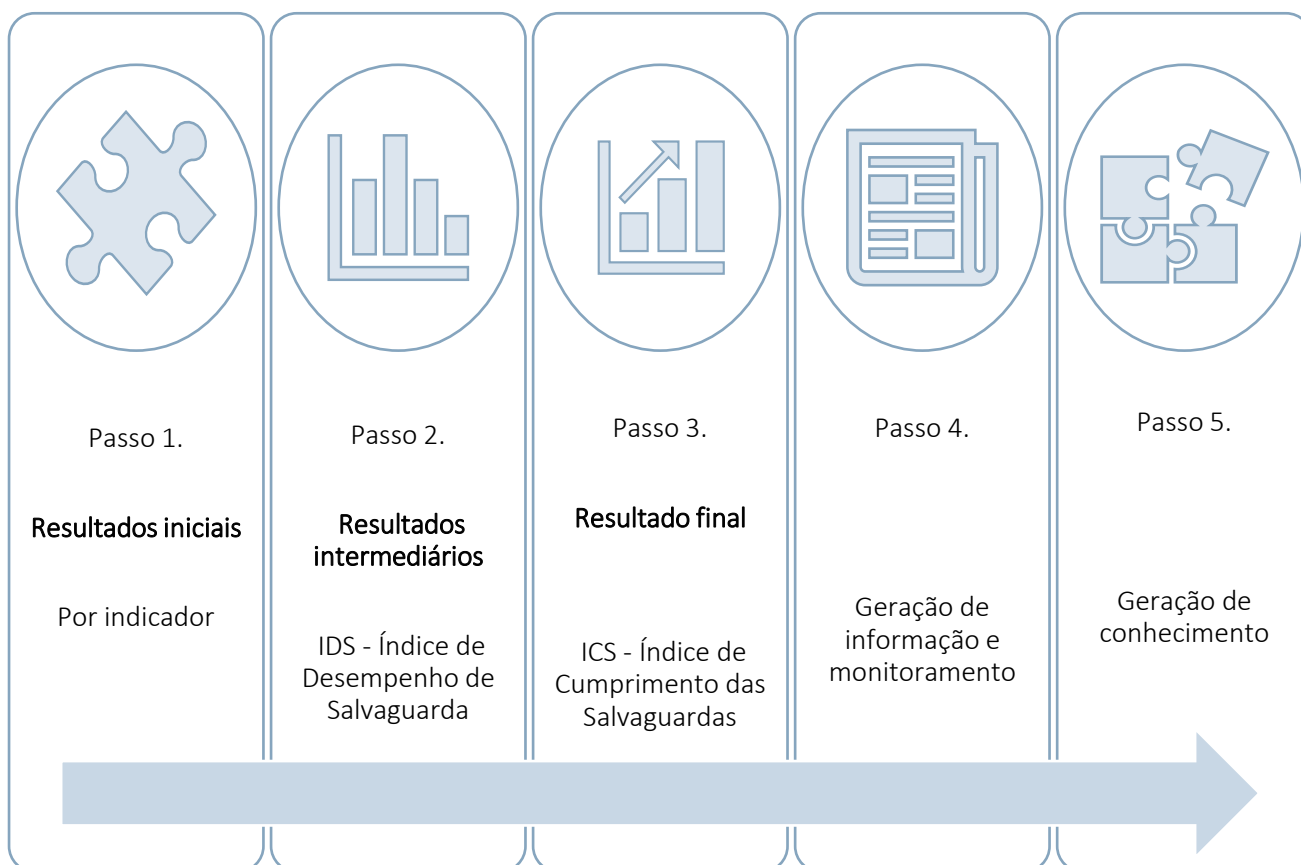 Passo 1.
Resultados iniciais
Por indicador
Passo 2.
Resultados
intermediários
IDS - Índice de
Desempenho de
Salvaguarda
Passo 3.
Resultado final
ICS - Índice de
Cumprimento das
Salvaguardas
Passo 4.
Geração de
informação e
monitoramento
Passo 5.
Geração de
conhecimento